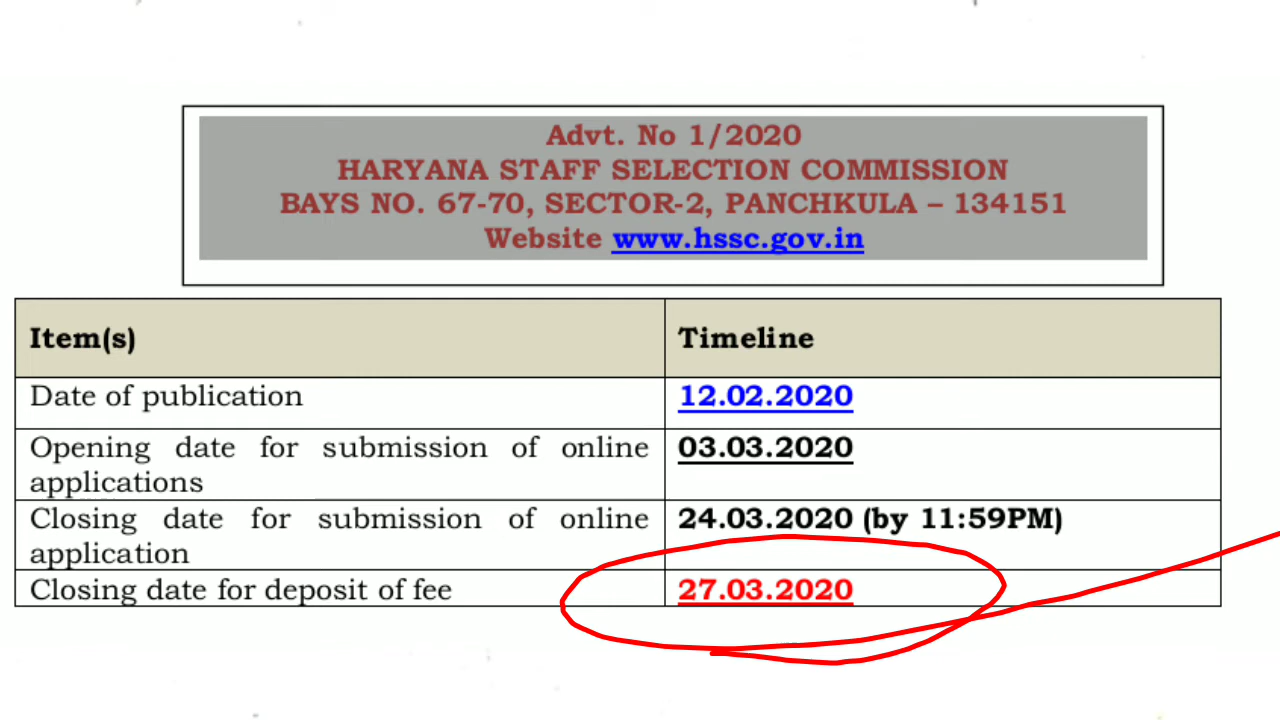 Advt. No 1/2020
HARYANA STAFF SELECTION COMMISSION
BAYS NO. 67-70, SECTOR-2, PANCHKULA – 134151
Website www.hssc.gov.in
Item(s) Timeline
Date of publication 12.02.2020
Opening date for submission of online 03.03.2020
applications
Closing date for submission of online 24.03.2020 (by 11:59PM)
application
Closing date for deposit of fee 27.03.2020